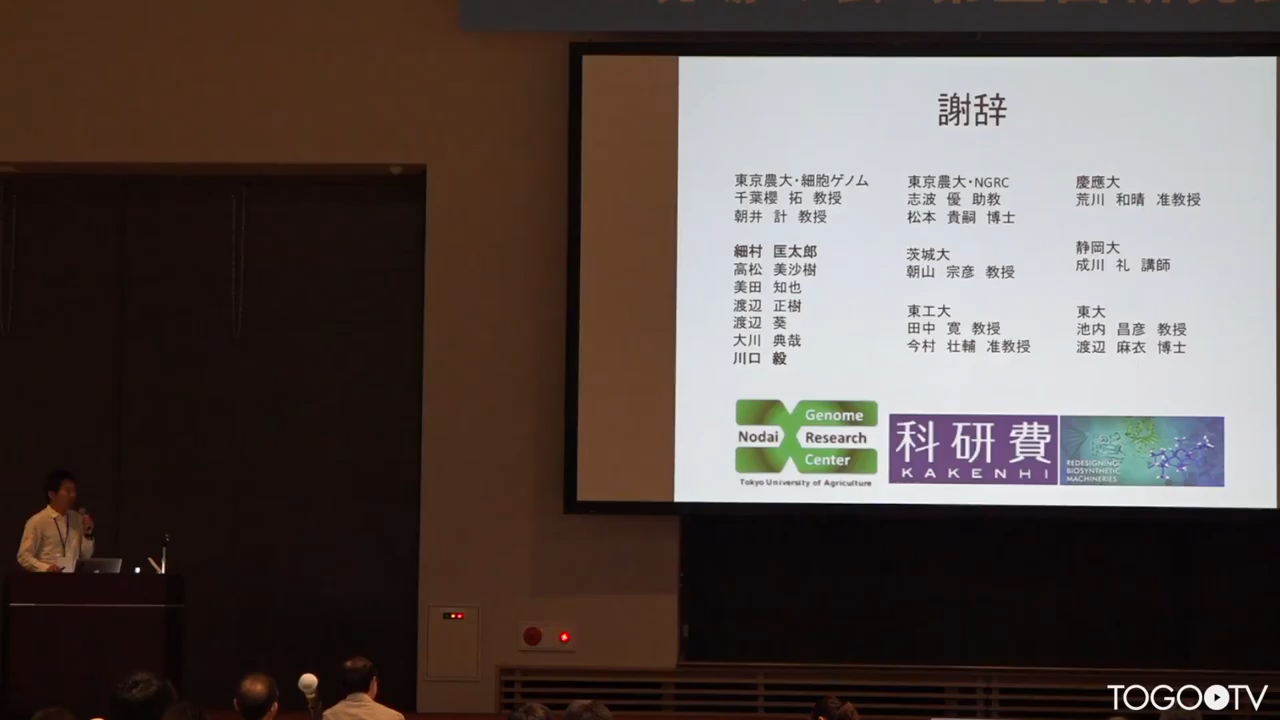 謝辞
東京農大・細胞ゲノム
千葉櫻 拓 教授
朝井 計 教授
細村 匡太郎
高松 美沙樹
美田 知也
渡辺 正樹
渡辺 葵
大川 典哉
川口 毅
東京農大・NGRC
志波 優 助教
松本 貴嗣 博士
茨城大
朝山 宗彦 教授
東工大
田中 寛 教授
今村 壮輔 准教授
慶應大
荒川 和晴 准教授
静岡大
成川 礼 講師
東大
池内 昌彦 教授
渡辺 麻衣 博士
Genome
Nodai Research
Center
Tokyo University of Agriculture
科研費
KAKENHI
REDESIGNING
BIOSYNTHETIC
MACHINERIES
TOGOTV